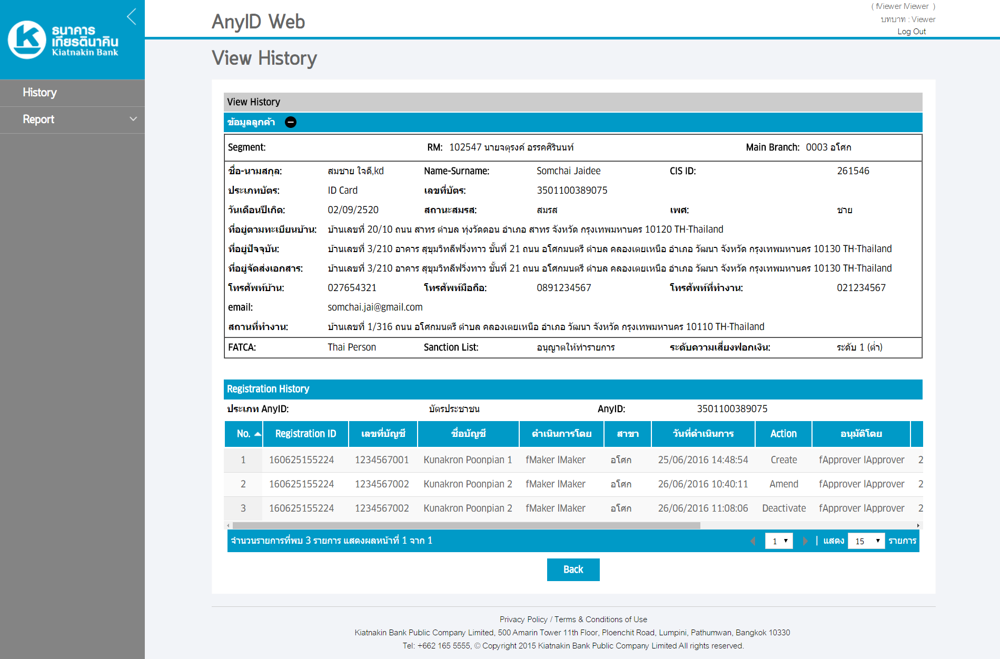 ธนาคาร
เกียรตินาคิน
Kiatnakin Bank
History
Report
AnyID Web
( fViewer lViewer )
บทบาท : Viewer
Log Out
View History
View History
ข้อมูลลูกค้า
Segment: RM: 102547 นายจตุรงค์ อรรคศิรินนท์ Main Branch: 0003 อโศก
ชื่อ-นามสกุล: สมชาย ใจดี,kd Name-Surname: Somchai Jaidee CIS ID: 261546
ประเภทบัตร: ID Card เลขที่บัตร: 3501100389075
วันเดือนปีเกิด: 02/09/2520 สถานะสมรส: สมรส เพศ: ชาย
ที่อยู่ตามทะเบียนบ้าน: บ้านเลขที่ 20/10 ถนน สาทร ตำบล ทุ่งวัดดอน อำเภอ สาทร จังหวัด กรุงเทพมหานคร 10120 TH-Thailand
ที่อยู่ปัจจุบัน: บ้านเลขที่ 3/210 อาคาร สุขุมวิทลีฟวิ่งทาว ชั้นที่ 21 ถนน อโศกมนตรี ตำบล คลองเตยเหนือ อำเภอ วัฒนา จังหวัด กรุงเทพมหานคร 10130 TH-Thailand
ที่อยู่จัดส่งเอกสาร: บ้านเลขที่ 3/210 อาคาร สุขุมวิทลีฟวิ่งทาว ชั้นที่ 21 ถนน อโศกมนตรี ตำบล คลองเตยเหนือ อำเภอ วัฒนา จังหวัด กรุงเทพมหานคร 10130 TH-Thailand
โทรศัพท์บ้าน: 027654321 โทรศัพท์มือถือ: 0891234567 โทรศัพท์ที่ทำงาน: 021234567
email: somchai.jai@gmail.com
สถานที่ทำงาน: บ้านเลขที่ 1/316 ถนน อโศกมนตรี ตำบล คลองเตยเหนือ อำเภอ วัฒนา จังหวัด กรุงเทพมหานคร 10110 TH-Thailand
FATCA: Thai Person Sanction List: อนุญาตให้ทำรายการ ระดับความเสี่ยงฟอกเงิน: ระดับ 1 (ต่ำ)
Registration History
ประเภท AnyID: บัตรประชาชน AnyID: 3501100389075
No. Registration ID เลขที่บัญชี ชื่อบัญชี ดำเนินการโดย สาขา วันที่ดำเนินการ Action อนุมัติโดย
1 160625155224 1234567001 Kunakron Poonpian 1 fMaker lMaker อโศก 25/06/2016 14:48:54 Create fApprover lApprover 2
2 160625155224 1234567002 Kunakron Poonpian 2 fMaker lMaker อโศก 26/06/2016 10:40:11 Amend fApprover lApprover 2
3 160625155224 1234567002 Kunakron Poonpian 2 fMaker lMaker อโศก 26/06/2016 11:08:06 Deactivate fApprover lApprover 2
จำนวนรายการที่พบ 3 รายการ แสดงผลหน้าที่ 1 จาก 1 1 | แสดง 15 รายการ
Back
Privacy Policy / Terms & Conditions of Use
Kiatnakin Bank Public Company Limited, 500 Amarin Tower 11th Floor, Ploenchit Road, Lumpini, Pathumwan, Bangkok 10330
Tel: +662 165 5555, © Copyright 2015 Kiatnakin Bank Public Company Limited All rights reserved.